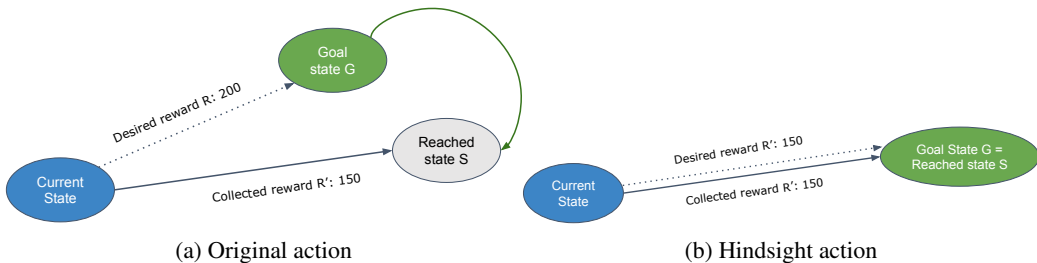 Goal
state G
Desired reward R: 200
Reached
state S
Current
State
Collected reward R': 150
(a) Original action
Desired reward R': 150
Goal State G =
Reached state S
Current
State
Collected reward R': 150
(b) Hindsight action